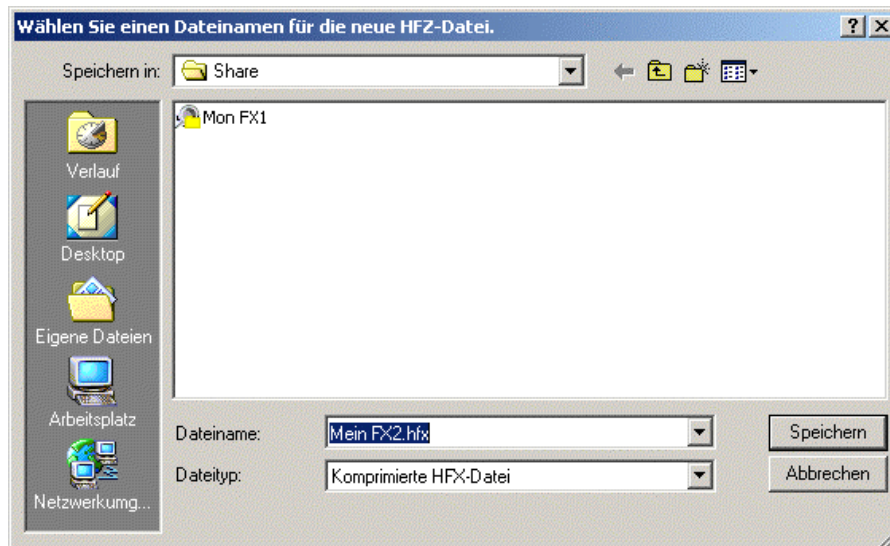 Wählen Sie einen Dateinamen für die neue HFZ-Datei.
Speichern in:
Share
Mon FX1
Verlauf
Desktop
Eigene Dateien
Arbeitsplatz
Netzwerkumg...
Dateiname:
Mein FX2.hfx
Speichern
Dateityp:
Komprimierte HFX-Datei
Abbrechen